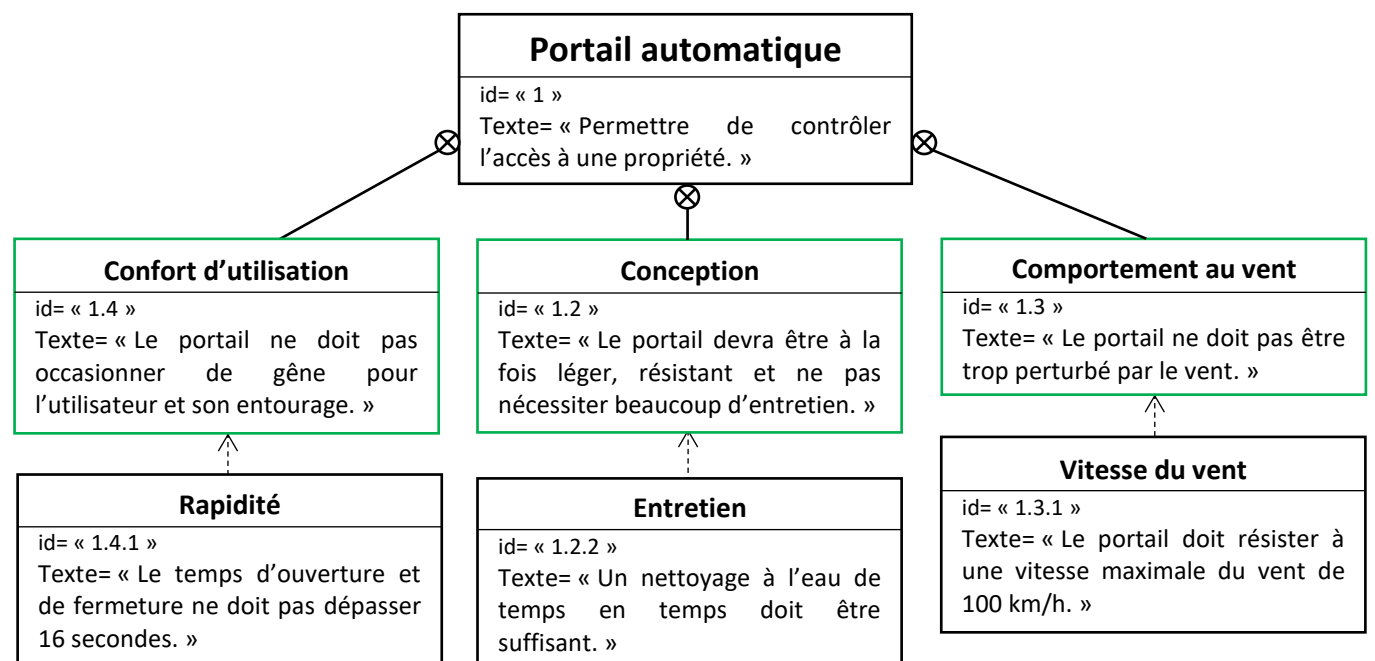 Portail automatique
id= « 1 »
Texte= « Permettre de contrôler
l’accès à une propriété. »
Confort d’utilisation
id= « 1.4 »
Texte= « Le portail ne doit pas
occasionner de gêne pour
l’utilisateur et son entourage. »
Conception
id= « 1.2 »
Texte= « Le portail devra être à la
fois léger, résistant et ne pas
nécessiter beaucoup d’entretien. »
Comportement au vent
id= « 1.3 »
Texte= « Le portail ne doit pas être
trop perturbé par le vent. »
Rapidité
id= « 1.4.1 »
Texte= « Le temps d’ouverture et
de fermeture ne doit pas dépasser
16 secondes. »
Entretien
id= « 1.2.2 »
Texte= « Un nettoyage à l’eau de
temps en temps doit être
suffisant. »
Vitesse du vent
id= « 1.3.1 »
Texte= « Le portail doit résister à
une vitesse maximale du vent de
100 km/h. »